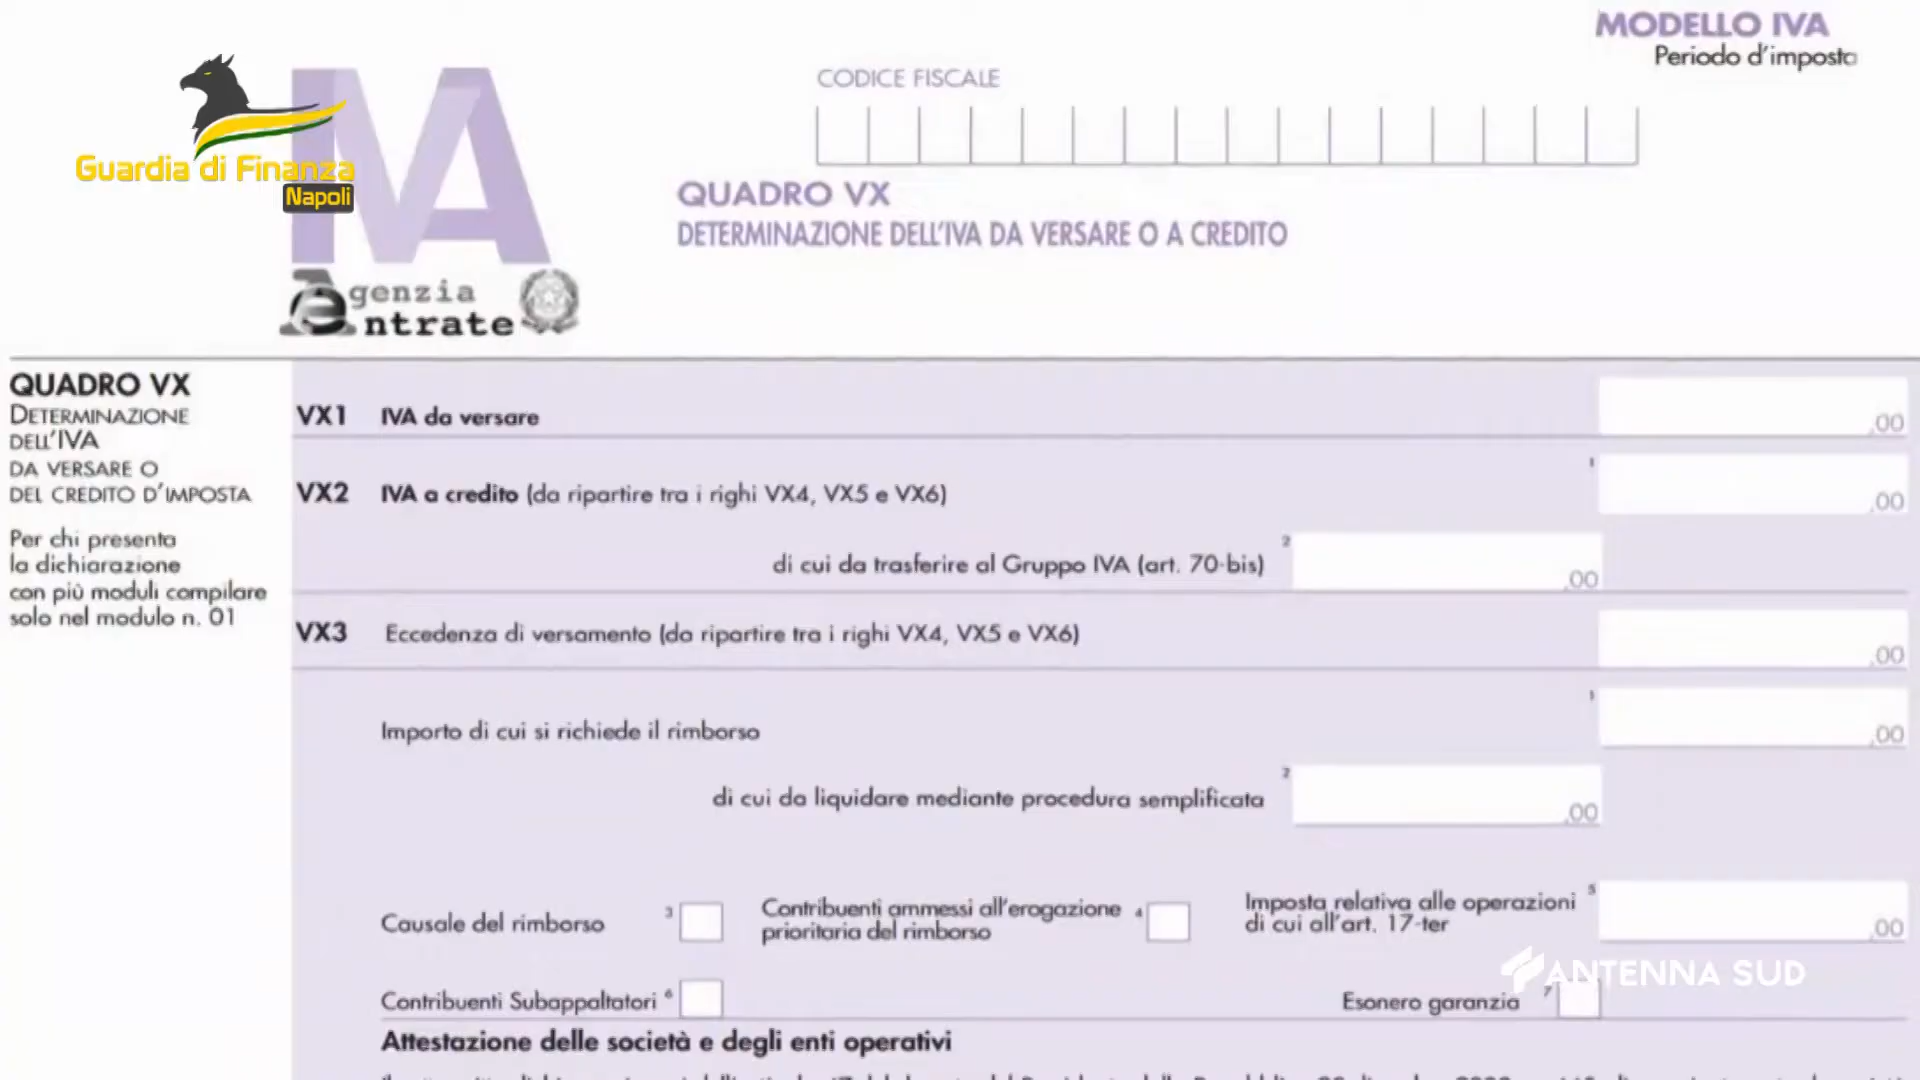 MODELLO IVA
Periodo d'imposta
CODICE FISCALE
IVA
Guardia di Finanza
Napoli
QUADRO VX
DETERMINAZIONE DELL'IVA DA VERSARE O A CREDITO
genzia
ntrate
QUADRO VX
DETERMINAZIONE
DELL'IVA
DA VERSARE O
DEL CREDITO D'IMPOSTA
Per chi presenta
la dichiarazione
con più moduli compilare
solo nel modulo n. 01
VX1 IVA da versare ,00
VX2 IVA a credito (da ripartire tra i righi VX4, VX5 e VX6) 1 ,00
di cui da trasferire al Gruppo IVA (art. 70-bis) 2 ,00
VX3 Eccedenza di versamento (da ripartire tra i righi VX4, VX5 e VX6) ,00
Importo di cui si richiede il rimborso 1 ,00
di cui da liquidare mediante procedura semplificata 2 ,00
Causale del rimborso 3
Contribuenti ammessi all'erogazione 4
prioritaria del rimborso
Imposta relativa alle operazioni 5
di cui all'art. 17-ter ,00
ANTENNA SUD
Contribuenti Subappaltatori 6
Esonero garanzia 7
Attestazione delle società e degli enti operativi